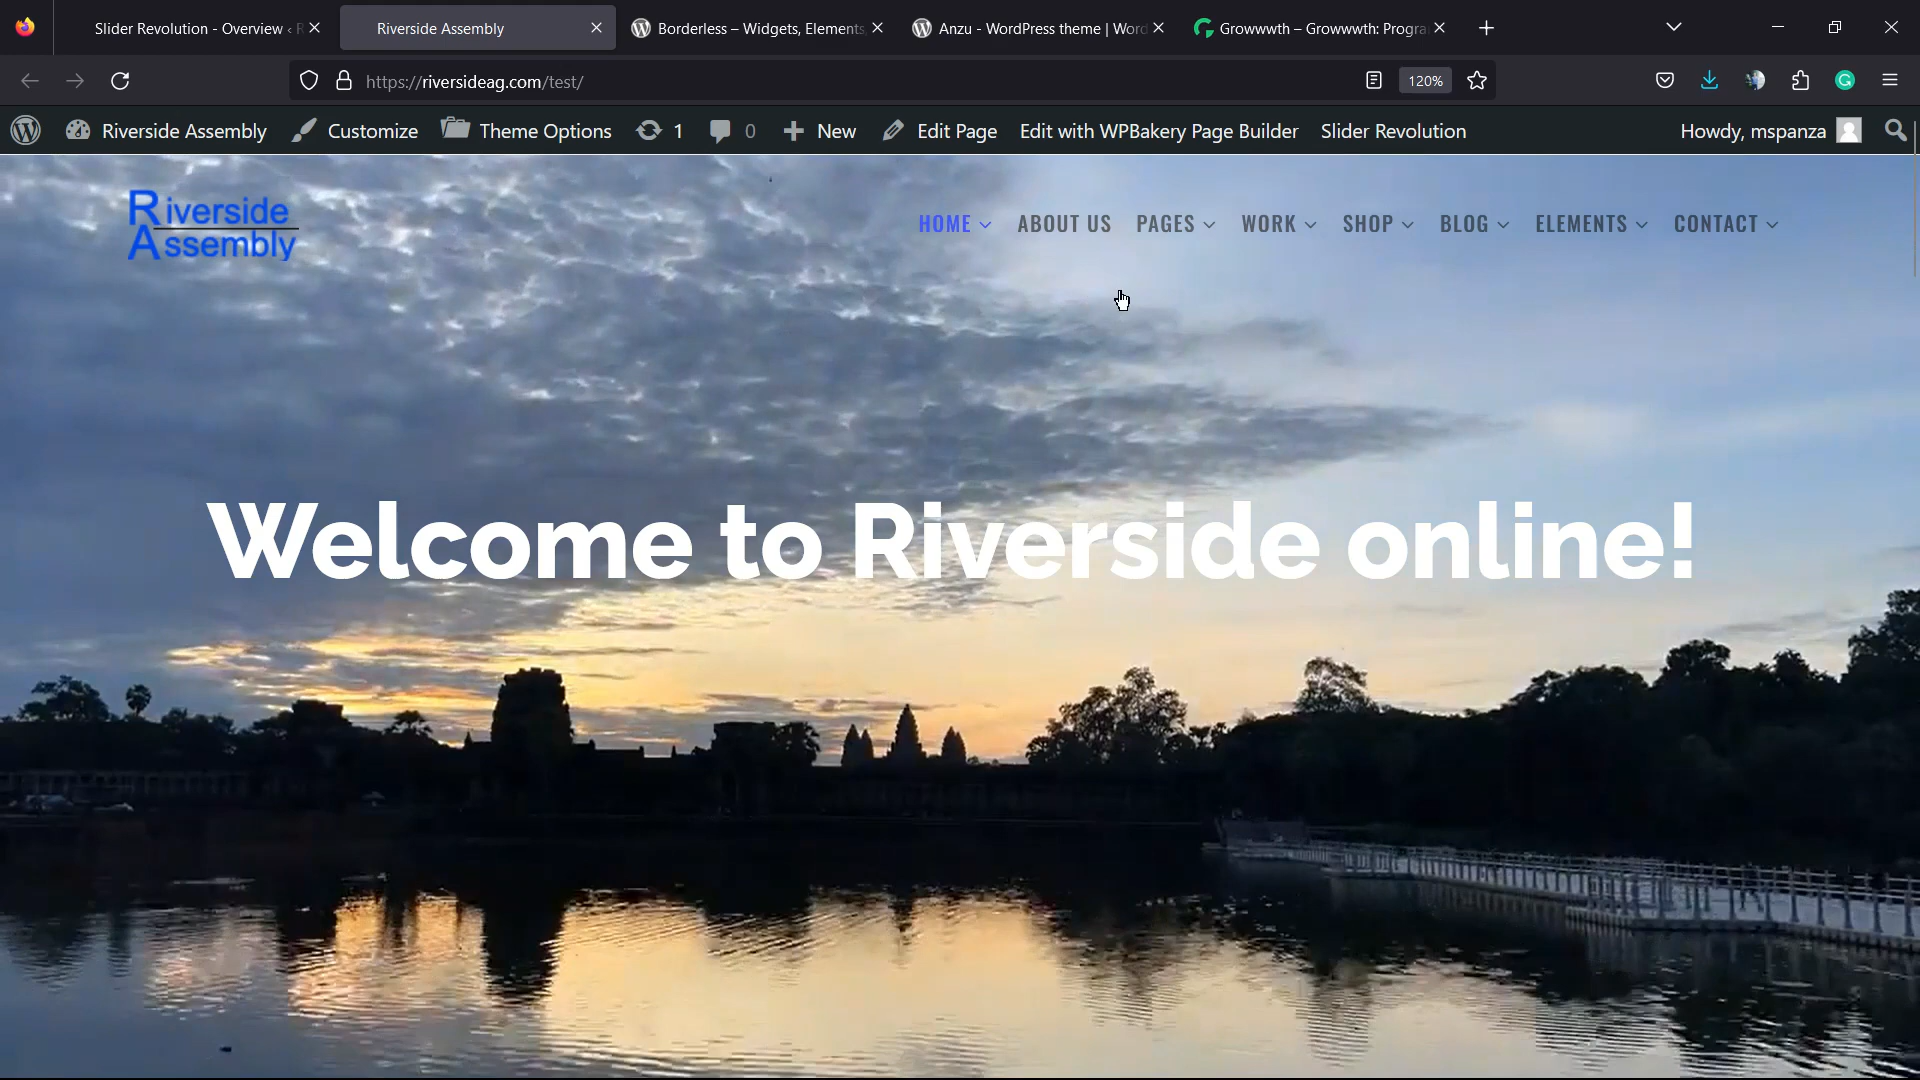 Slider Revolution - Overview ‹ R
Riverside Assembly
Borderless – Widgets, Elements,
Anzu - WordPress theme | Word
Growwwth – Growwwth: Progra
https://riversideag.com/test/
120%
Riverside Assembly
Customize
Theme Options
1
0
New
Edit Page
Edit with WPBakery Page Builder
Slider Revolution
Howdy, mspanza
Riverside
Assembly
HOME
ABOUT US
PAGES
WORK
SHOP
BLOG
ELEMENTS
CONTACT
Welcome to Riverside online!